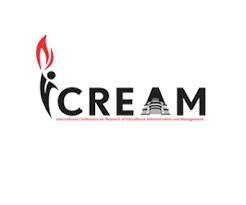 ICREAM
International Conference on Research of Educational Administration and Management